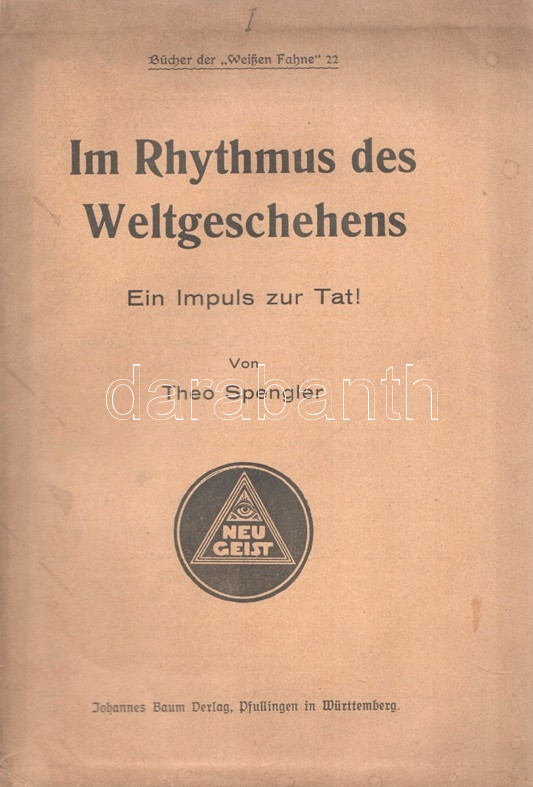 I
Bücher der „Weißen Fahne" 22
Im Rhythmus des
Weltgeschehens
Ein Impuls zur Tat!
Von
Theo Spengler
darabanth
NEU
GEIST
Johannes Baum Verlag, Pfullingen in Württemberg.